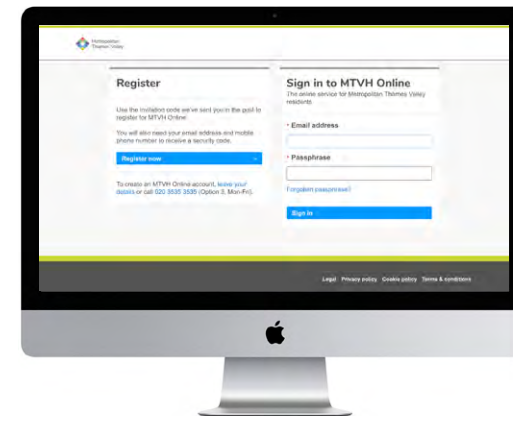 Metropolitan
Thames Valley
Register
Use the invitation code we've sent you in the post to
register for MTVH Online.
You will also need your email address and mobile
phone number to receive a security code.
Register now
To create an MTVH Online account, leave your
details or call 020 3535 3535 (Option 3, Mon-Fri).
Sign in to MTVH Online
The online service for Metropolitan Thames Valley
residents
* Email address
* Passphrase
Forgotten passphrase?
Sign in
Legal Privacy policy Cookie policy Terms & conditions